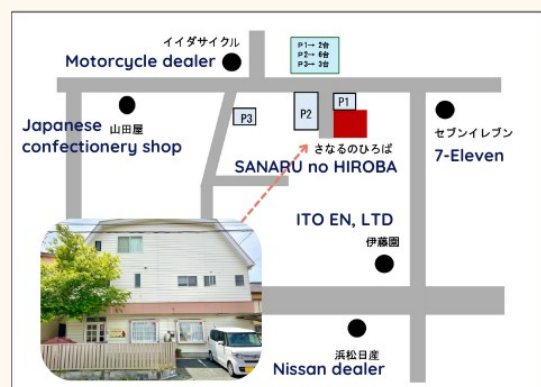 イイダサイクル
Motorcycle dealer
P1→ 2台
P2→ 6台
P3→ 3台
山田屋
Japanese
confectionery shop
P3
P2
P1
さなるのひろば
SANARU no HIROBA
セブンイレブン
7-Eleven
ITO EN, LTD
伊藤園
浜松日産
Nissan dealer